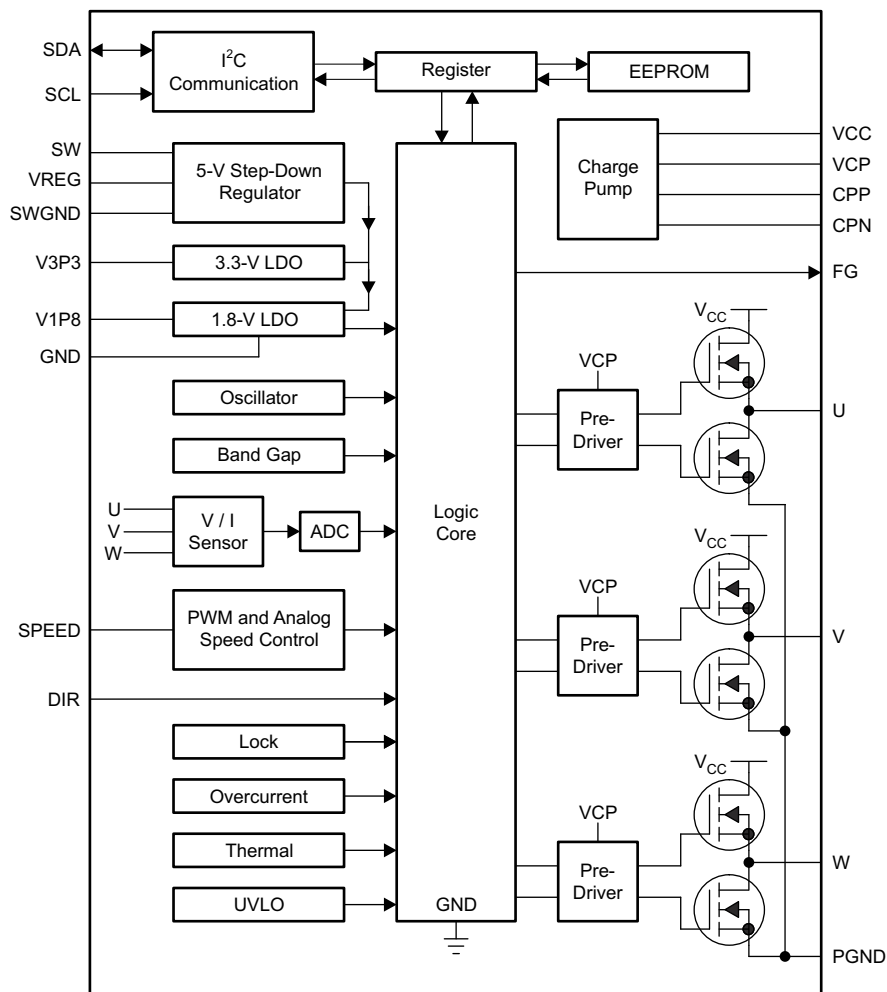 SDA
SCL
I²C
Communication
Register
EEPROM
SW
VREG
SWGND
5-V Step-Down
Regulator
V3P3
3.3-V LDO
V1P8
1.8-V LDO
GND
Oscillator
Band Gap
U
V
W
V / I
Sensor
ADC
SPEED
PWM and Analog
Speed Control
DIR
Lock
Overcurrent
Thermal
UVLO
Logic
Core
GND
Charge
Pump
VCC
VCP
CPP
CPN
FG
VCC
VCP
Pre-
Driver
U
VCC
VCP
Pre-
Driver
V
VCC
VCP
Pre-
Driver
W
PGND